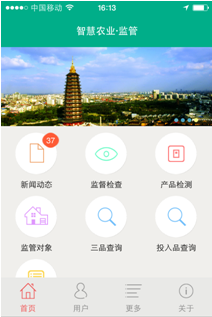 中国移动 16:13
智慧农业·监管
37
新闻动态 监督检查 产品检测
监管对象 三品查询 投入品查询
首页 用户 更多 关于